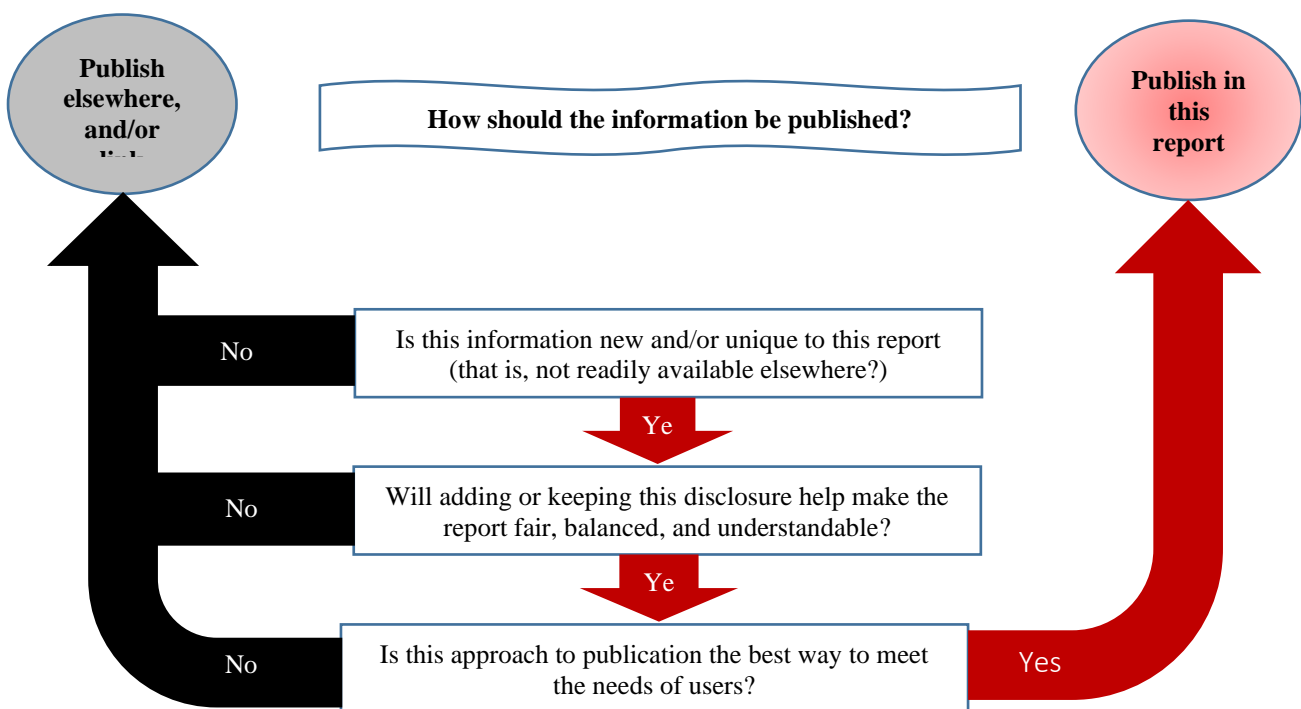 Publish
elsewhere,
and/or
How should the information be published?
Publish in
this
report
No
Is this information new and/or unique to this report
(that is, not readily available elsewhere?)
Ye
No
Will adding or keeping this disclosure help make the
report fair, balanced, and understandable?
Ye
No
Is this approach to publication the best way to meet
the needs of users?
Yes